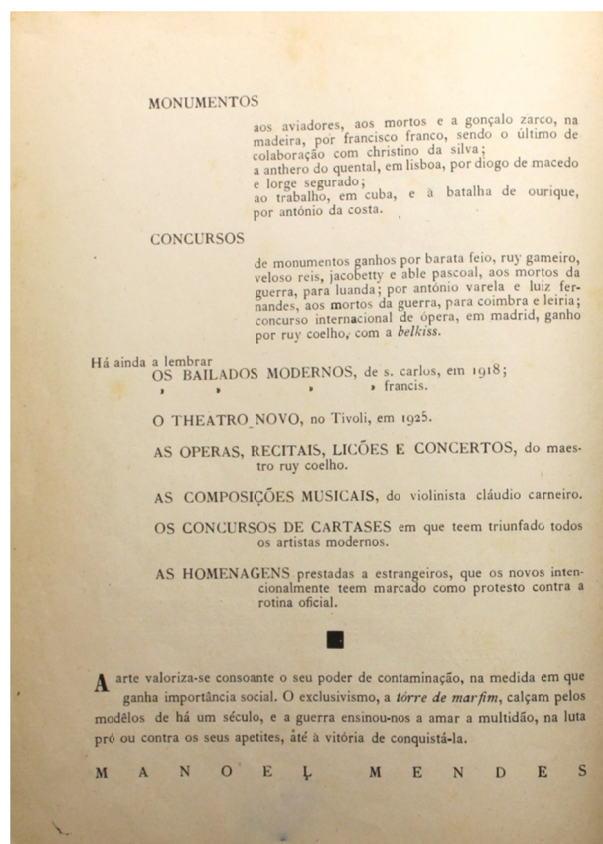 MONUMENTOS
aos aviadores, aos mortos e a gonçalo zarco, na
madeira, por francisco franco, sendo o último de
colaboração com christino da silva;
a anthero do quental, em lisboa, por diogo de macedo
e lorge segurado;
ao trabalho, em cuba, e à batalha de ourique,
por antónio da costa.
CONCURSOS
de monumentos ganhos por barata feio, ruy gameiro,
veloso reis, jacobetty e able pascoal, aos mortos da
guerra, para luanda; por antónio varela e luiz fer-
nandes, aos mortos da guerra, para coimbra e leiria;
concurso internacional de ópera, em madrid, ganho
por ruy coelho, com a belkiss.
Há ainda a lembrar
OS BAILADOS MODERNOS, de s. carlos, em 1918;
» » » » francis.
O THEATRO NOVO, no Tivoli, em 1925.
AS OPERAS, RECITAIS, LICÕES E CONCERTOS, do maes-
tro ruy coelho.
AS COMPOSIÇÕES MUSICAIS, do violinista cláudio carneiro.
OS CONCURSOS DE CARTASES em que teem triunfado todos
os artistas modernos.
AS HOMENAGENS prestadas a estrangeiros, que os novos inten-
cionalmente teem marcado como protesto contra a
rotina oficial.
A arte valoriza-se consoante o seu poder de contaminação, na medida em que
ganha importância social. O exclusivismo, a tôrre de marfim, calçam pelos
modêlos de há um século, e a guerra ensinou-nos a amar a multidão, na luta
pró ou contra os seus apetites, até à vitória de conquistá-la.
MANOEL MENDES